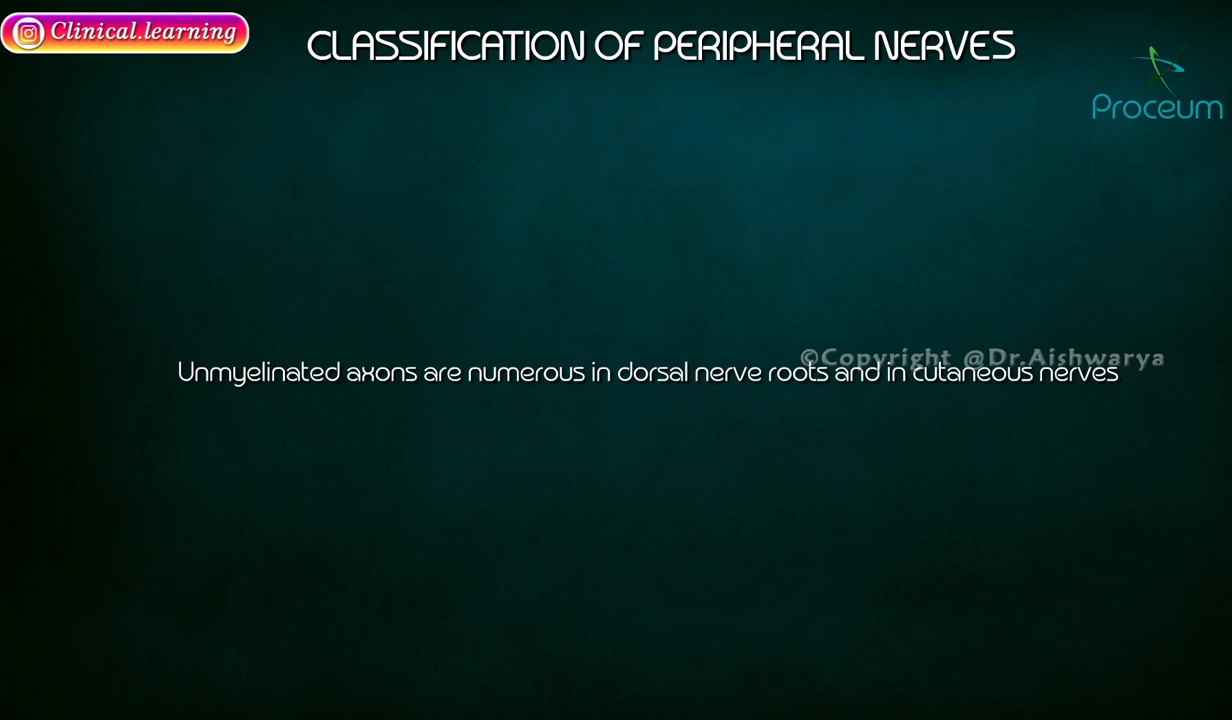 Clinical.learning
CLASSIFICATION OF PERIPHERAL NERVES
Proceum
©Copyright @Dr.Aishwarya
Unmyelinated axons are numerous in dorsal nerve roots and in cutaneous nerves